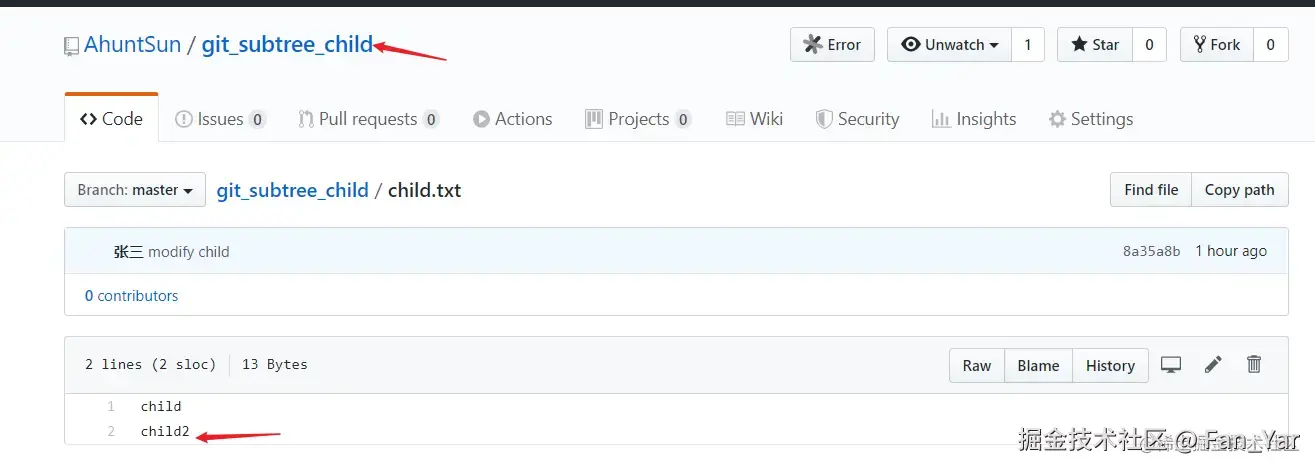 AhuntSun / git_subtree_child
Error
Unwatch 1
Star 0
Fork 0
Code
Issues 0
Pull requests 0
Actions
Projects 0
Wiki
Security
Insights
Settings
Branch: master
git_subtree_child / child.txt
Find file
Copy path
张三 modify child
8a35a8b 1 hour ago
0 contributors
2 lines (2 sloc) 13 Bytes
Raw
Blame
History
1 child
2 child2
掘金技术社区 @ Fan_Yar